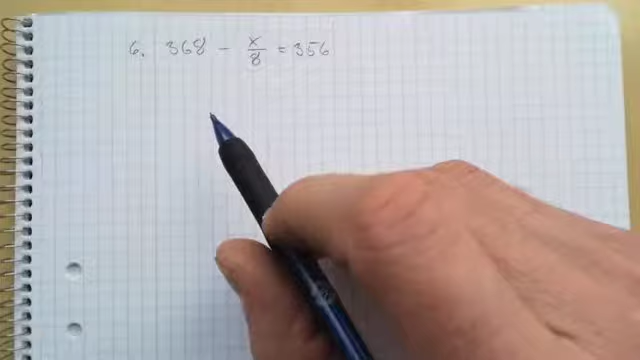 6. 368 - x/8 = 356